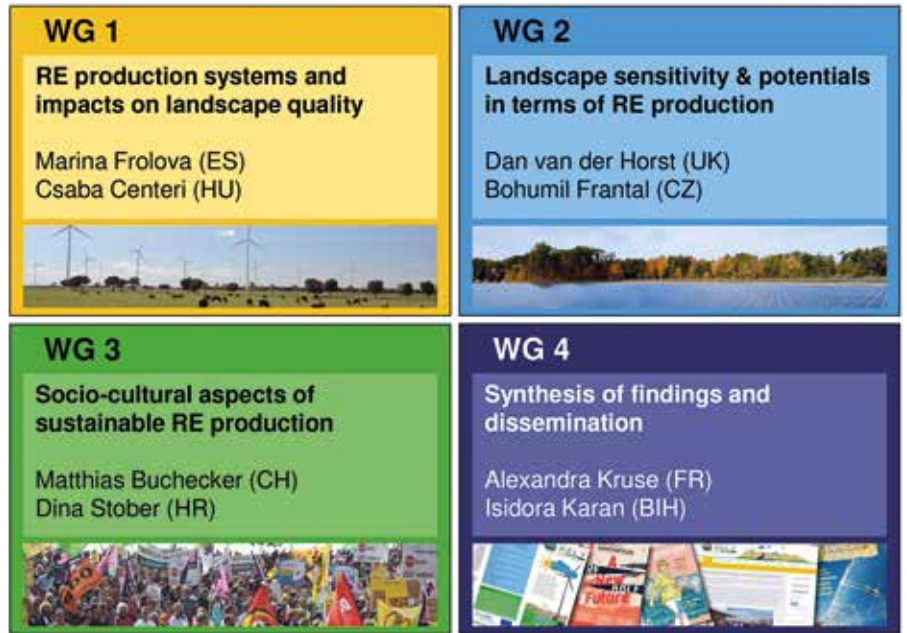 WG 1
RE production systems and
impacts on landscape quality
Marina Frolova (ES)
Csaba Centeri (HU)
WG 2
Landscape sensitivity & potentials
in terms of RE production
Dan van der Horst (UK)
Bohumil Frantal (CZ)
WG 3
Socio-cultural aspects of
sustainable RE production
Matthias Buchecker (CH)
Dina Stober (HR)
WG 4
Synthesis of findings and
dissemination
Alexandra Kruse (FR)
Isidora Karan (BIH)
A
New
Future